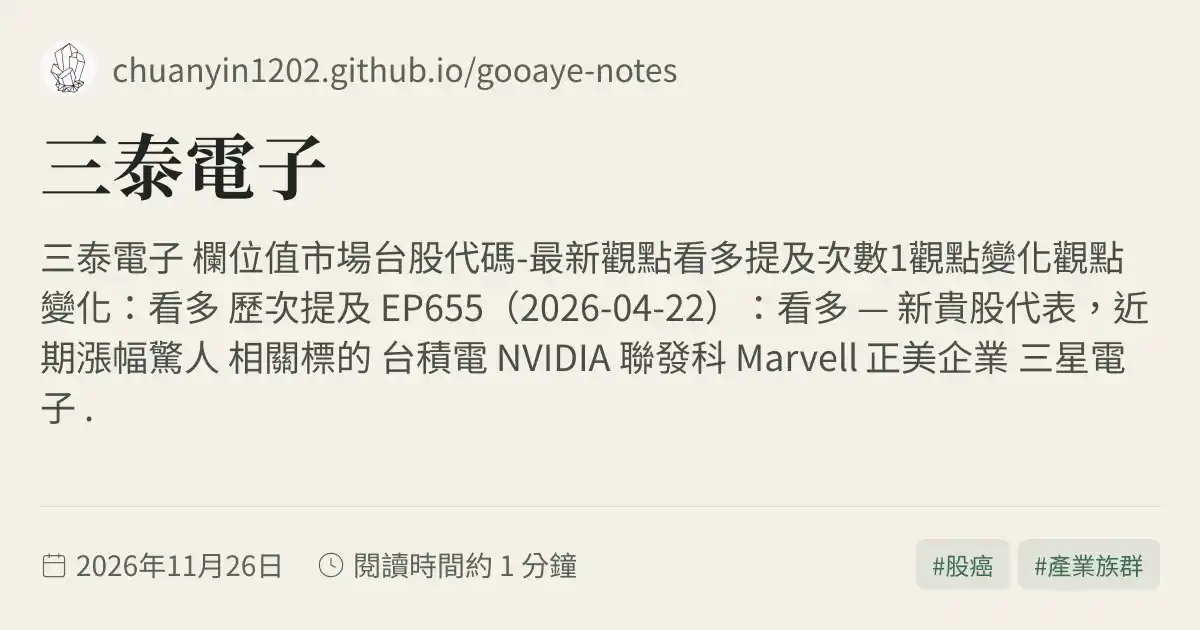 chuanyin1202.github.io/gooaye-notes
三泰電子
三泰電子 欄位值市場台股代碼-最新觀點看多提及次數1觀點變化觀點
變化：看多 歷次提及 EP655（2026-04-22）：看多 — 新貴股代表，近
期漲幅驚人 相關標的 台積電 NVIDIA 聯發科 Marvell 正美企業 三星電
子 .
2026年11月26日 閱讀時間約 1 分鐘 #股癌 #產業族群